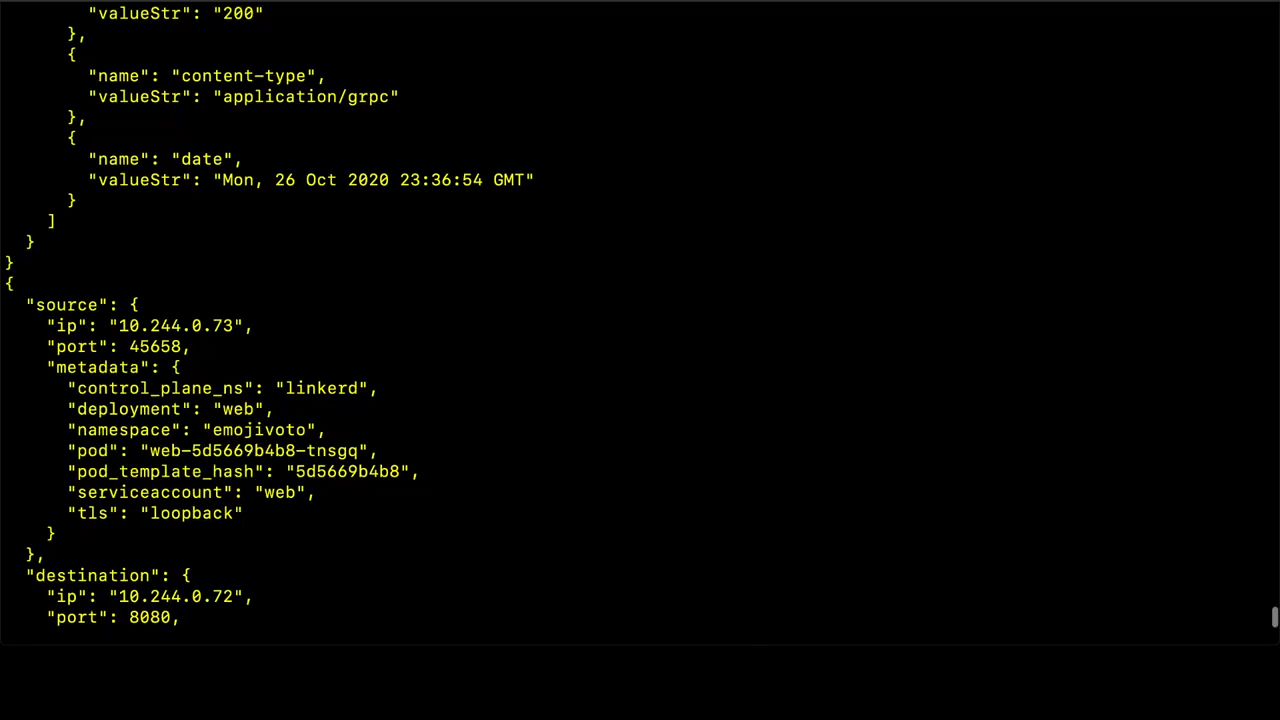 "valueStr": "200"
},
{
"name": "content-type",
"valueStr": "application/grpc"
},
{
"name": "date",
"valueStr": "Mon, 26 Oct 2020 23:36:54 GMT"
}
]
}
}
{
"source": {
"ip": "10.244.0.73",
"port": 45658,
"metadata": {
"control_plane_ns": "linkerd",
"deployment": "web",
"namespace": "emojivoto",
"pod": "web-5d5669b4b8-tnsgq",
"pod_template_hash": "5d5669b4b8",
"serviceaccount": "web",
"tls": "loopback"
}
},
"destination": {
"ip": "10.244.0.72",
"port": 8080,